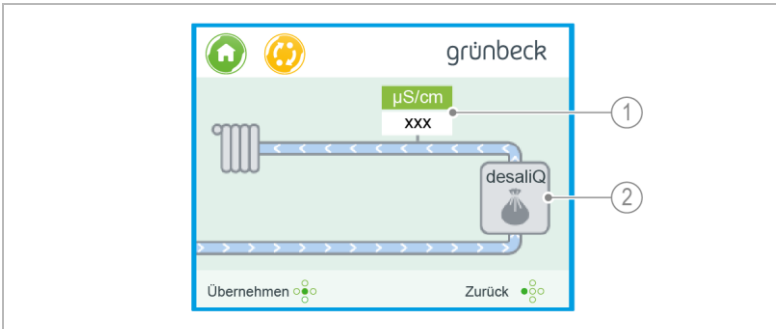 grünbeck
µS/cm
xxx
1
desaliQ
2
Übernehmen
Zurück